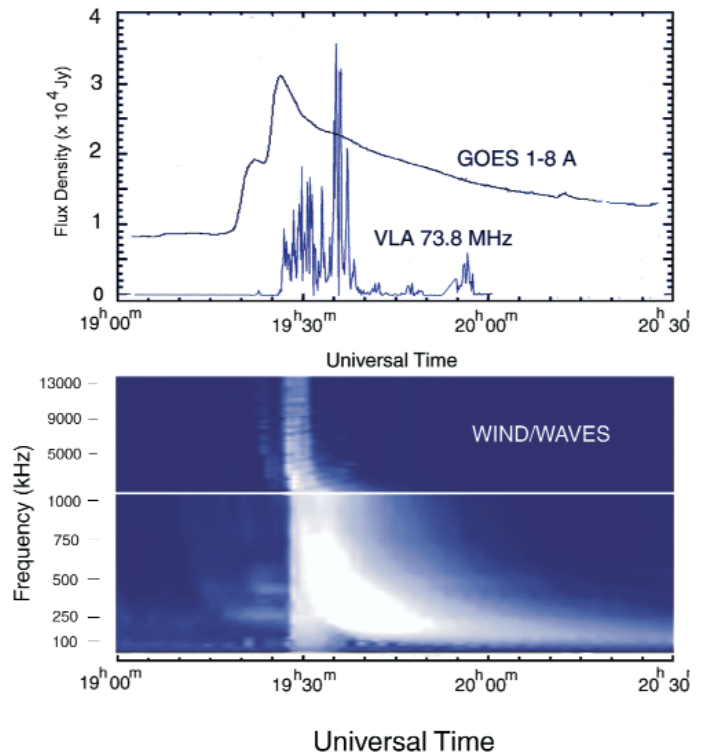 4
3
2
1
0
Flux Density (x 10⁴ Jy)
GOES 1-8 A
VLA 73.8 MHz
19ʰ00ᵐ 19ʰ30ᵐ 20ʰ00ᵐ 20ʰ30ᶠ
Universal Time
13000
9000
5000
1000
750
500
250
100
Frequency (kHz)
WIND/WAVES
19ʰ00ᵐ 19ʰ30ᵐ 20ʰ00ᵐ 20ʰ30
Universal Time